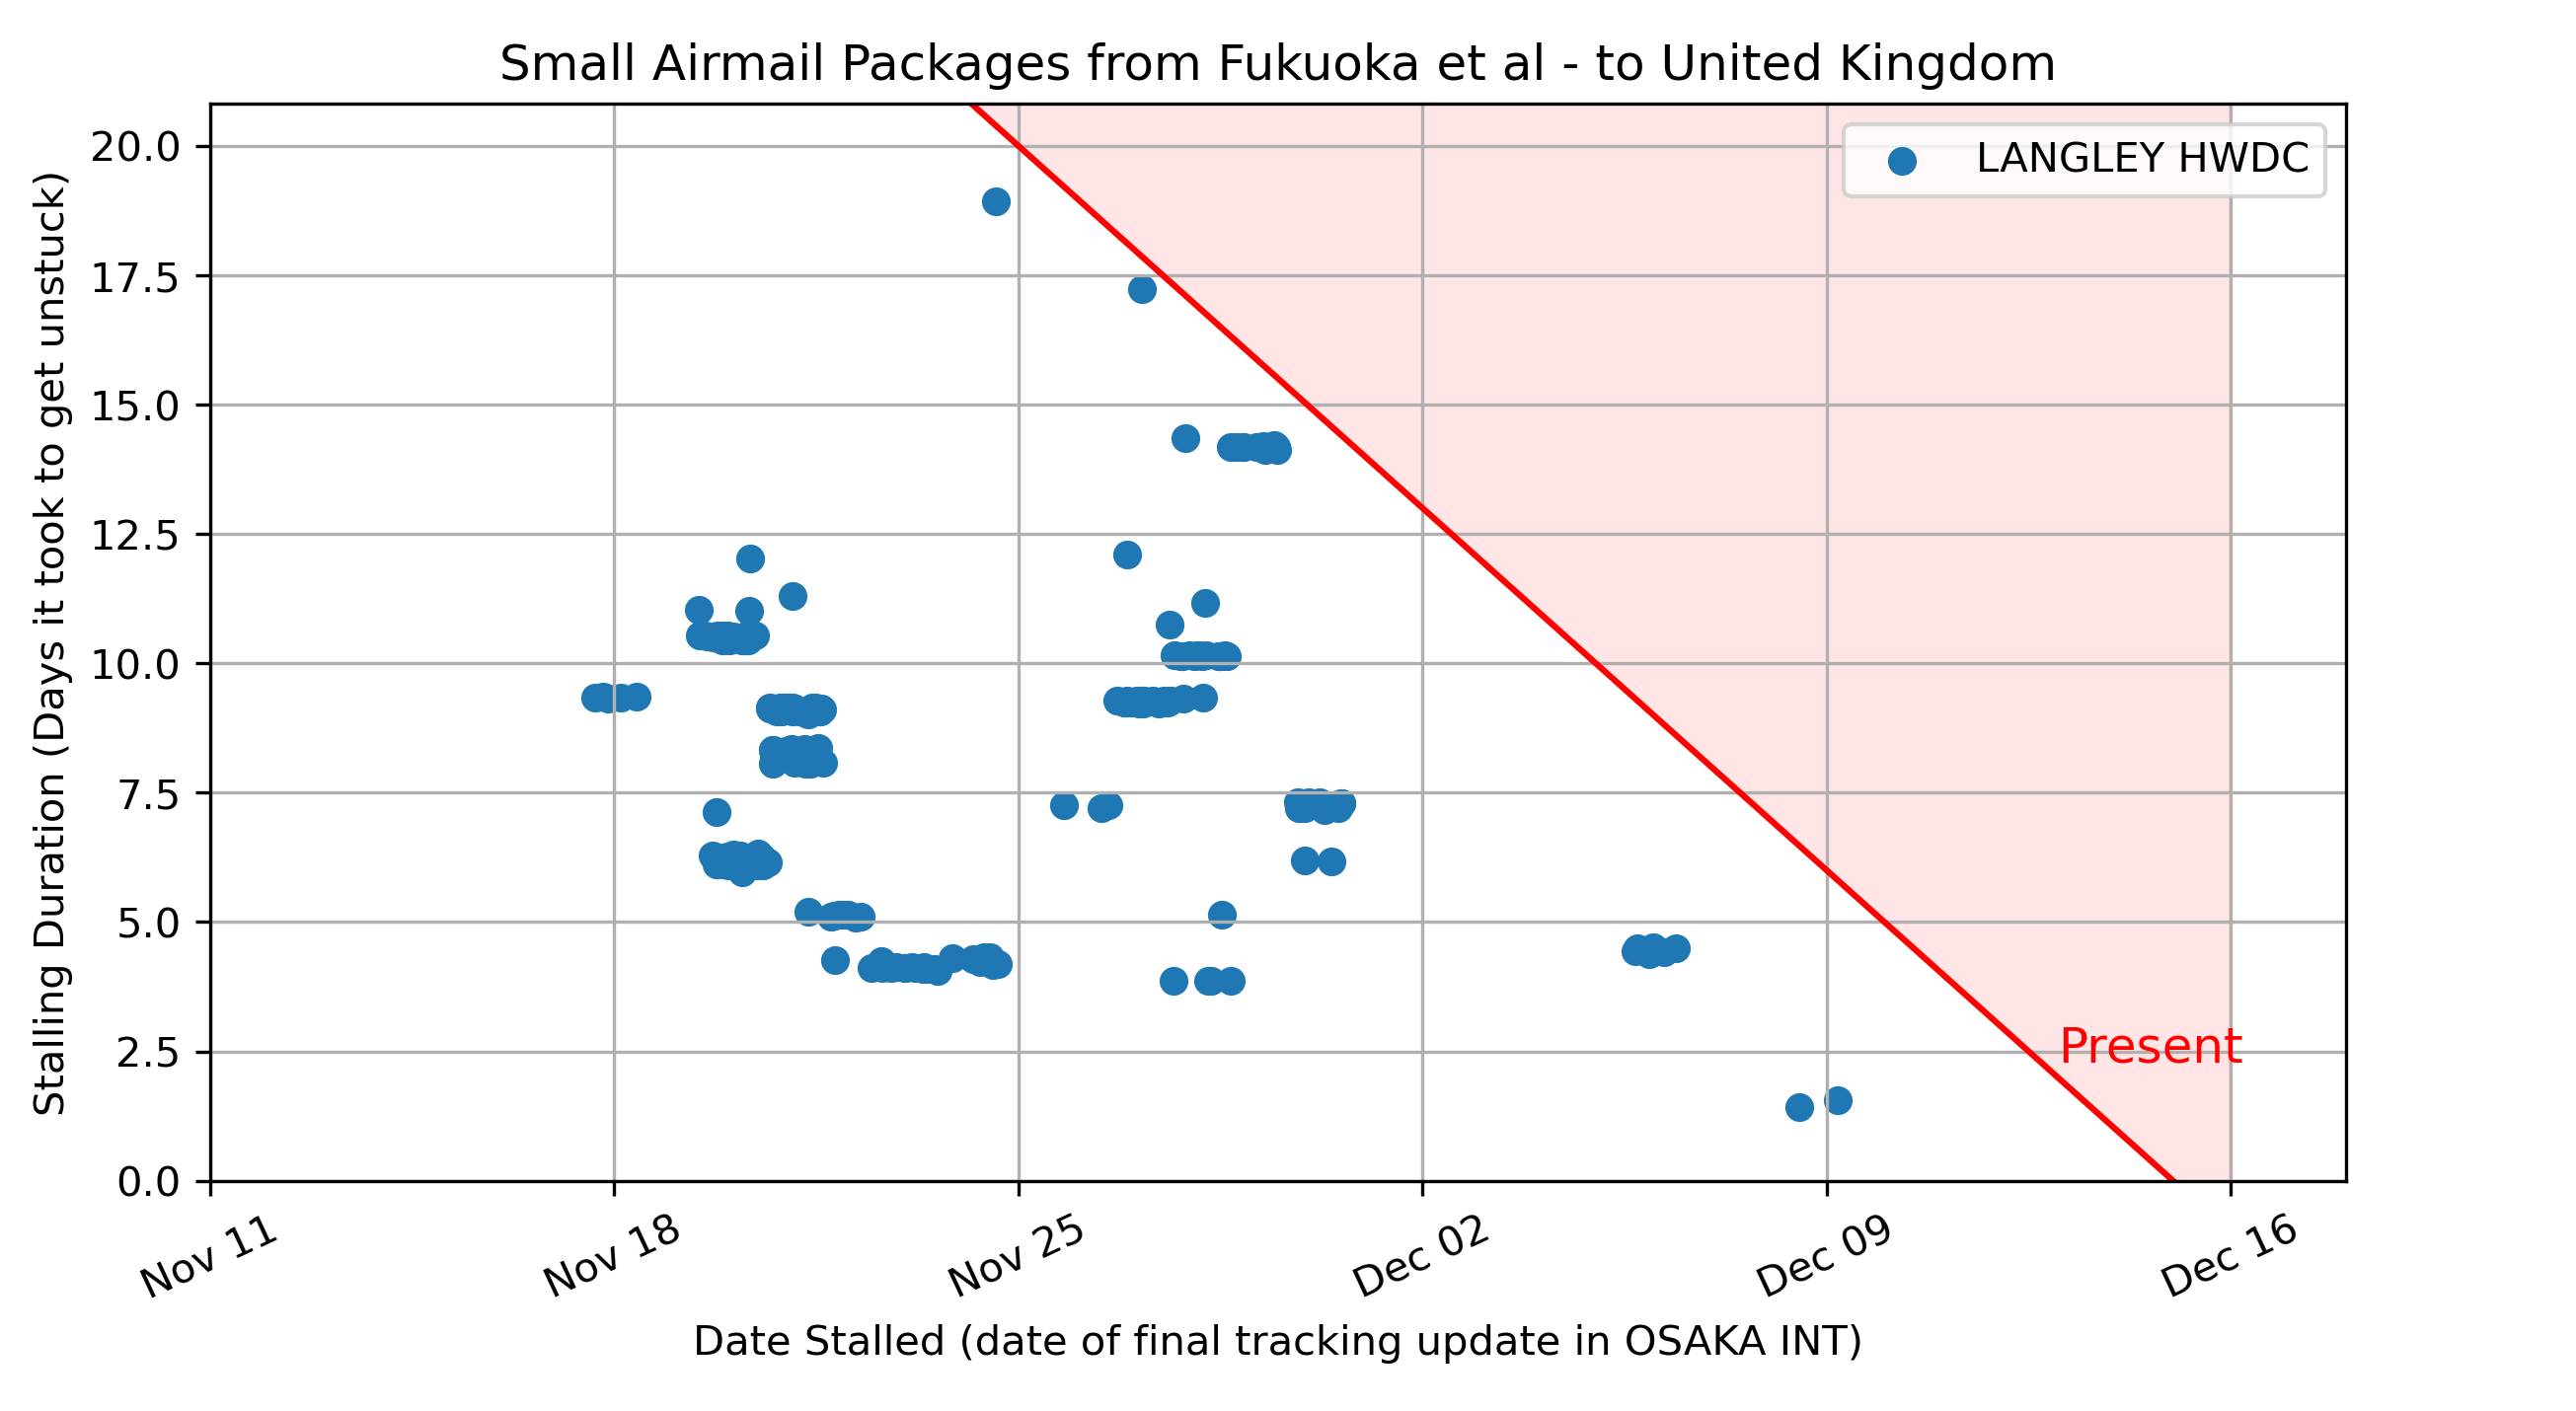 Small Airmail Packages from Fukuoka et al - to United Kingdom
LANGLEY HWDC
Stalling Duration (Days it took to get unstuck)
20.0
17.5
15.0
12.5
10.0
7.5
5.0
2.5
0.0
Present
Nov 11
Nov 18
Nov 25
Dec 02
Dec 09
Dec 16
Date Stalled (date of final tracking update in OSAKA INT)